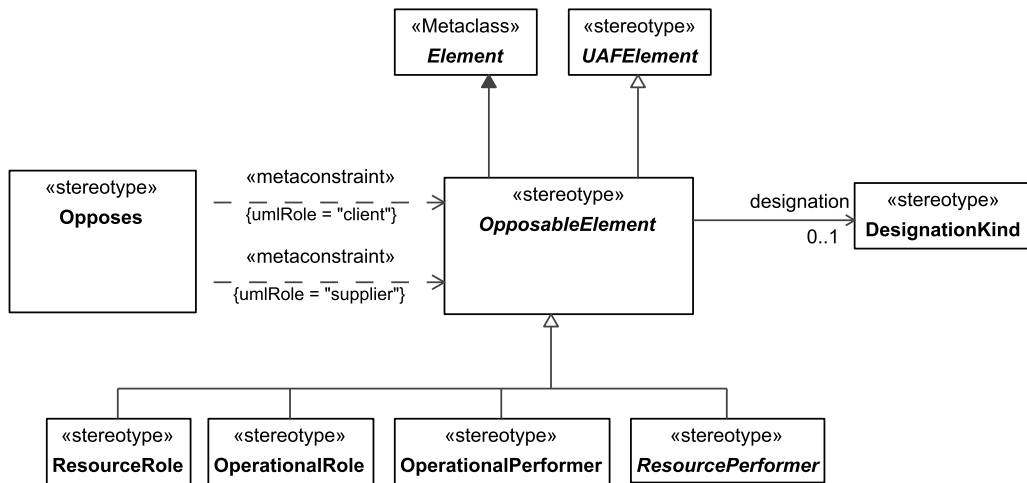 «Metaclass»
Element
«stereotype»
UAFElement
«stereotype»
Opposes
«metaconstraint»
{umlRole = "client"}
«metaconstraint»
{umlRole = "supplier"}
«stereotype»
OpposableElement
designation
0..1
«stereotype»
DesignationKind
«stereotype»
ResourceRole
«stereotype»
OperationalRole
«stereotype»
OperationalPerformer
«stereotype»
ResourcePerformer